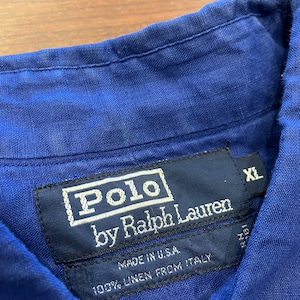 Polo
by Ralph Lauren
XL
MADE IN U.S.A.
100% LINEN FROM ITALY